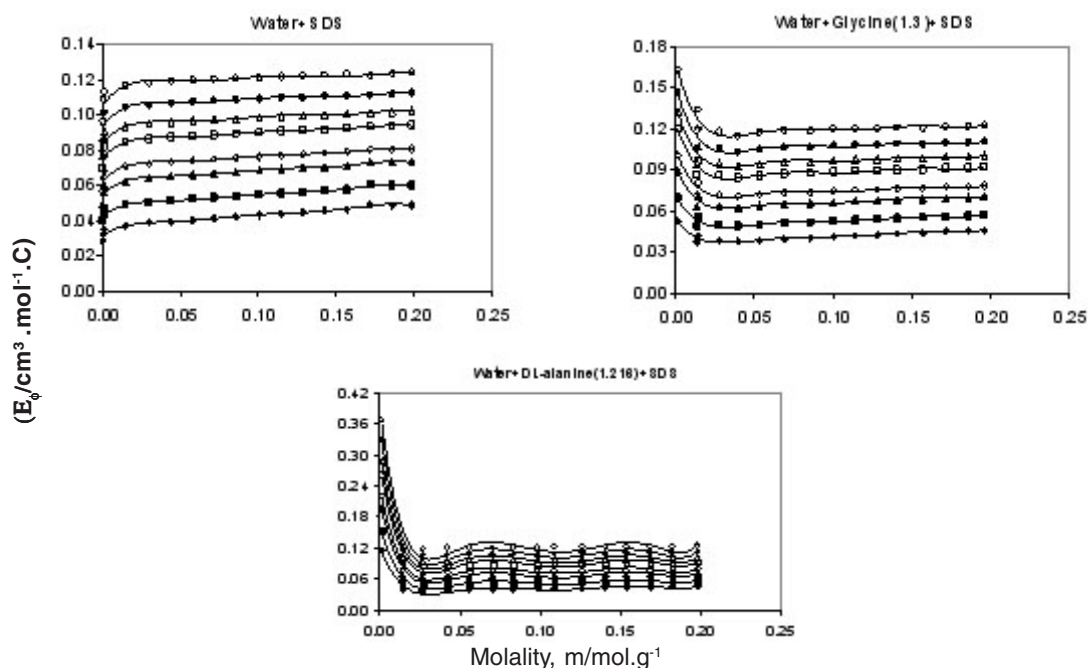 Water+ SDS
0.14
0.12
0.10
0.08
0.06
0.04
0.02
0.00
0.00 0.05 0.10 0.15 0.20 0.25
Water+Glycine(1.3)+SDS
0.18
0.15
0.12
0.09
0.06
0.03
0.00
0.00 0.05 0.10 0.15 0.20 0.25
(Eϕ/cm³.mol⁻¹.C)
Water+DL-alanine(1.216)+SDS
0.42
0.36
0.30
0.24
0.18
0.12
0.06
0.00
0.00 0.05 0.10 0.15 0.20 0.25
Molality, m/mol.g⁻¹